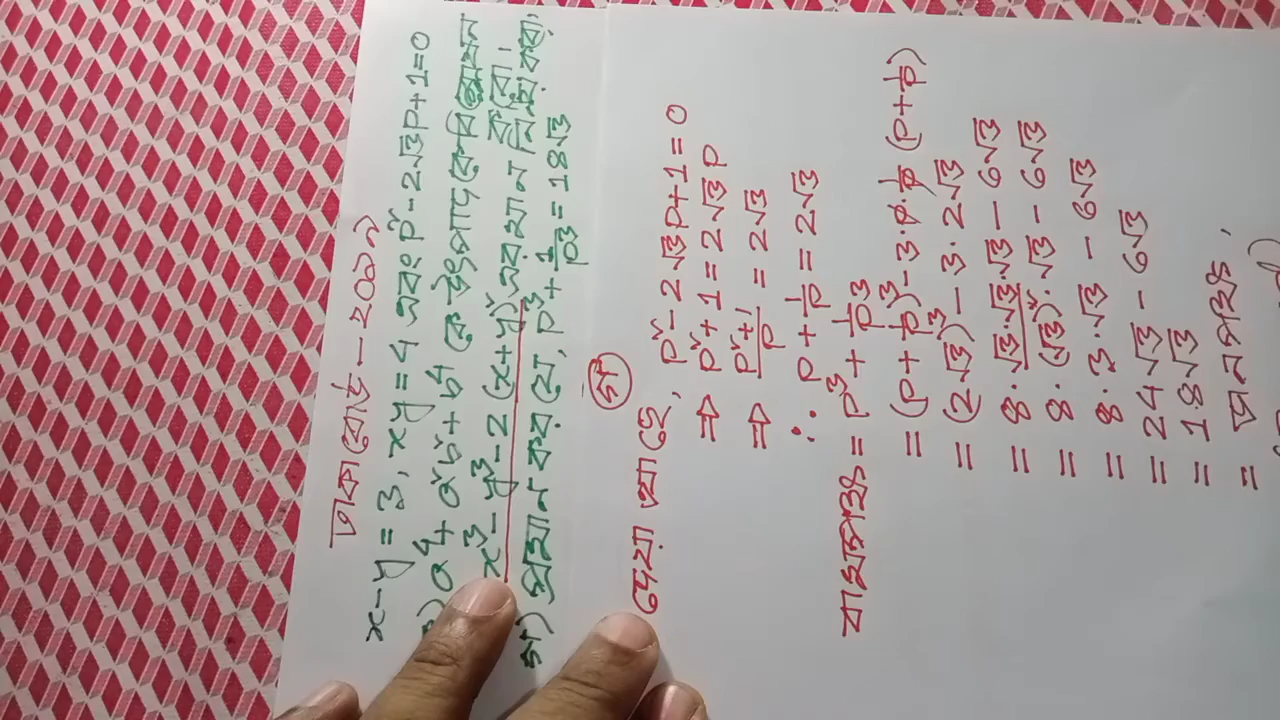 ঢাকা বোর্ড - 2009
x-y=3, xy=4 এবং p²-2√3p+1=0
a⁴+a²b²+b⁴ কে উৎপাদকে বিশ্লেষণ করো।
x³-y³-2(x+y)² এর মান নির্ণয় করো,
গ) প্রমাণ কর যে, p³+1/p³=18√3
গ
দেয়া আছে, p²-2√3p+1=0
⇒ p²+1=2√3p
⇒ (p²+1)/p=2√3
∴ p+1/p=2√3
বামপক্ষ = p³+1/p³
= (p+1/p)³-3·p·1/p(p+1/p)
= (2√3)³-3·2√3
= 8·√3·√3·√3-6√3
= 8·(√3)²·√3-6√3
= 8·3·√3-6√3
= 24√3-6√3
= 18√3
= ডানপক্ষ,